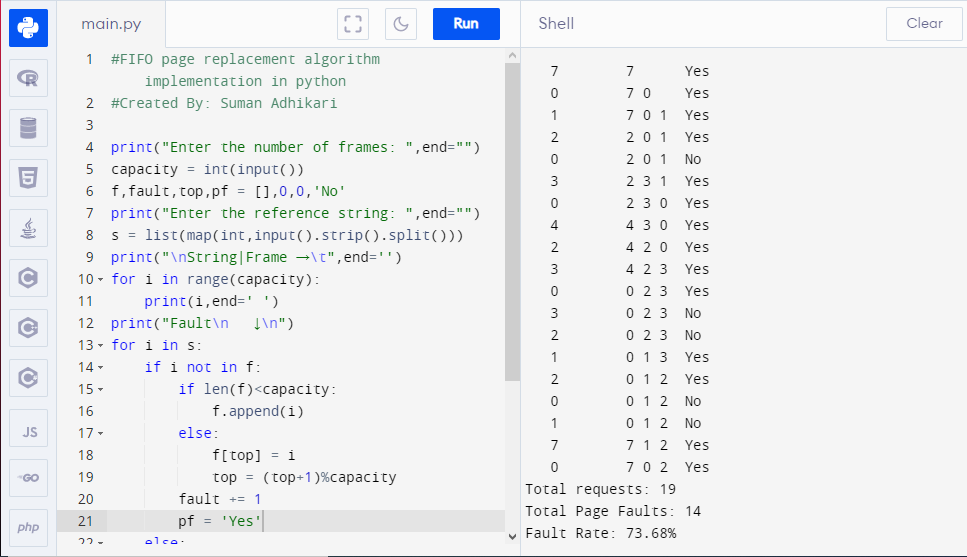 main.py
Run
Shell
Clear
1 #FIFO page replacement algorithm
implementation in python
2 #Created By: Suman Adhikari
3
4 print("Enter the number of frames: ",end="")
5 capacity = int(input())
6 f,fault,top,pf = [],0,0,'No'
7 print("Enter the reference string: ",end="")
8 s = list(map(int,input().strip().split()))
9 print("\nString|Frame →\t",end='')
10 for i in range(capacity):
11 print(i,end=' ')
12 print("Fault\n   ↓\n")
13 for i in s:
14 if i not in f:
15 if len(f)<capacity:
16 f.append(i)
17 else:
18 f[top] = i
19 top = (top+1)%capacity
20 fault += 1
21 pf = 'Yes'
22 else:
JS
GO
php
7 7 Yes
0 7 0 Yes
1 7 0 1 Yes
2 2 0 1 Yes
0 2 0 1 No
3 2 3 1 Yes
0 2 3 0 Yes
4 4 3 0 Yes
2 4 2 0 Yes
3 4 2 3 Yes
0 0 2 3 Yes
3 0 2 3 No
2 0 2 3 No
1 0 1 3 Yes
2 0 1 2 Yes
0 0 1 2 No
1 0 1 2 No
7 7 1 2 Yes
0 7 0 2 Yes
Total requests: 19
Total Page Faults: 14
Fault Rate: 73.68%